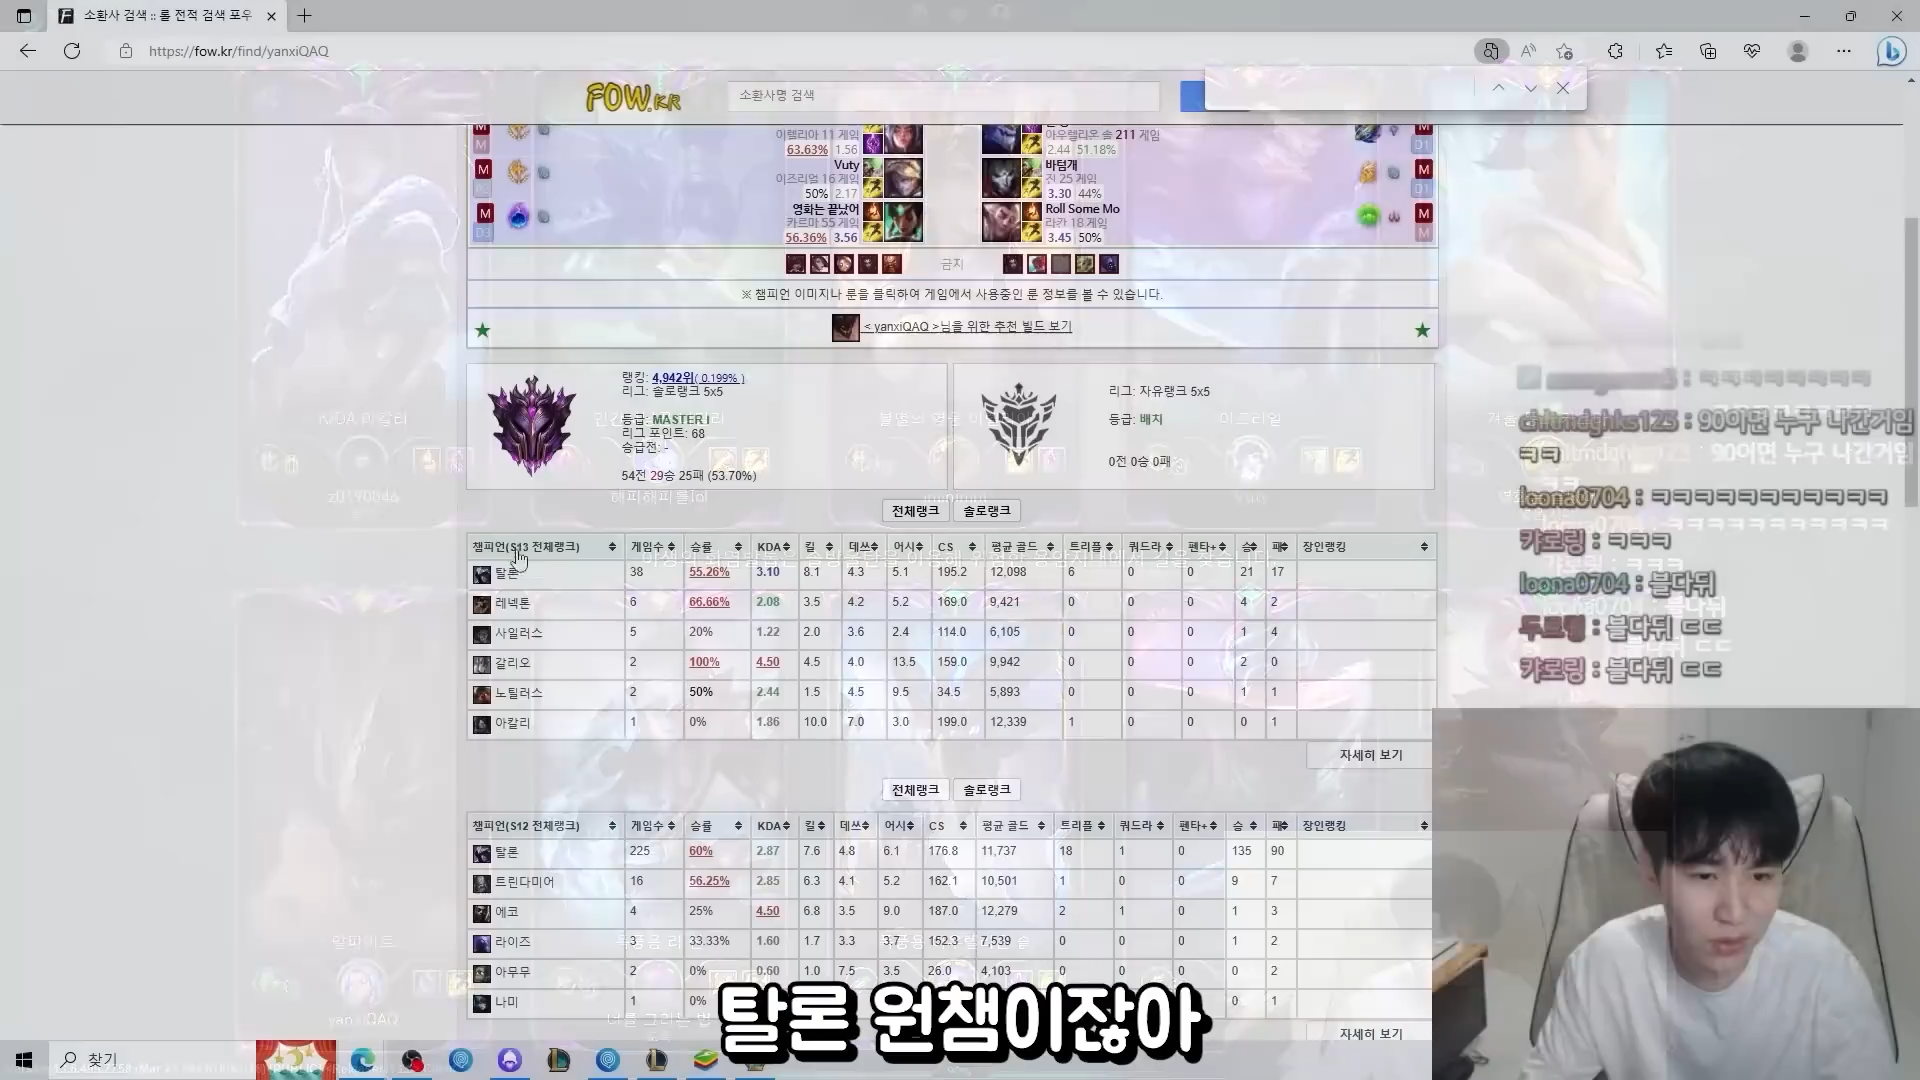 소환사 검색 :: 롤 전적 검색 포우
https://fow.kr/find/yanxiQAQ
FOW.KR
소환사명 검색
이렐리아 11 게임
63.63% 1.56
아우렐리온 솔 211 게임
2.44 51.18%
Vuty
이즈리얼 16 게임
50% 2.17
바텀개
진 25 게임
3.30 44%
영화는 끝났어
카르마 55 게임
56.36% 3.56
Roll Some Mo
라칸 18 게임
3.45 50%
금지
※ 챔피언 이미지나 룬을 클릭하여 게임에서 사용중인 룬 정보를 볼 수 있습니다.
< yanxiQAQ >님을 위한 추천 빌드 보기
랭킹: 4,942위( 0.199% )
리그: 솔로랭크 5x5
등급: MASTER I
리그 포인트: 68
승급전: -
54전 29승 25패 (53.70%)
리그: 자유랭크 5x5
등급: 배치
0전 0승 0패
전체랭크 솔로랭크
챔피언(S13 전체랭크) 게임수 승률 KDA 킬 데쓰 어시 CS 평균 골드 트리플 쿼드라 펜타+ 승 패 장인랭킹
탈론 38 55.26% 3.10 8.1 4.3 5.1 195.2 12,098 6 0 0 21 17
레넥톤 6 66.66% 2.08 3.5 4.2 5.2 169.0 9,421 0 0 0 4 2
사일러스 5 20% 1.22 2.0 3.6 2.4 114.0 6,105 0 0 0 1 4
갈리오 2 100% 4.50 4.5 4.0 13.5 159.0 9,942 0 0 0 2 0
노틸러스 2 50% 2.44 1.5 4.5 9.5 34.5 5,893 0 0 0 1 1
아칼리 1 0% 1.86 10.0 7.0 3.0 199.0 12,339 1 0 0 0 1
자세히 보기
전체랭크 솔로랭크
챔피언(S12 전체랭크) 게임수 승률 KDA 킬 데쓰 어시 CS 평균 골드 트리플 쿼드라 펜타+ 승 패 장인랭킹
탈론 225 60% 2.87 7.6 4.8 6.1 176.8 11,737 18 1 0 135 90
트린다미어 16 56.25% 2.85 6.3 4.1 5.2 162.1 10,501 1 0 0 9 7
에코 4 25% 4.50 6.8 3.5 9.0 187.0 12,279 2 1 0 1 3
라이즈 3 33.33% 1.60 1.7 3.3 3.7 152.3 7,539 0 0 0 1 2
아무무 2 0% 0.60 1.0 7.5 3.5 26.0 4,103 0 0 0 0 2
나미 1 0% 0 1
자세히 보기
chltmdghks123 : 90이면 누구 나간거임
ㅋㅋ
loona0704 : ㅋㅋㅋㅋㅋㅋㅋㅋㅋㅋㅋ
캬로링 : ㅋㅋㅋ
loona0704 : 블다뒤
두르뗑 : 블다뒤 ㄷㄷ
캬로링 : 블다뒤 ㄷㄷ
탈론 원챔이잖아
찾기